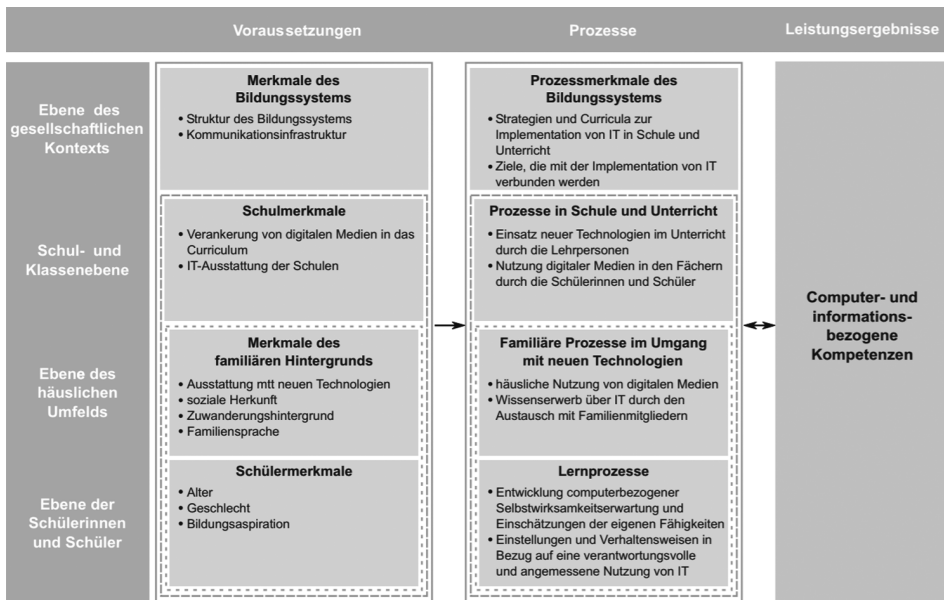 Voraussetzungen
Prozesse
Leistungsergebnisse
Ebene des
gesellschaftlichen
Kontexts
Merkmale des
Bildungssystems
• Struktur des Bildungssystems
• Kommunikationsinfrastruktur
Prozessmerkmale des
Bildungssystems
• Strategien und Curricula zur
Implementation von IT in Schule und
Unterricht
• Ziele, die mit der Implementation von IT
verbunden werden
Schul- und
Klassenebene
Schulmerkmale
• Verankerung von digitalen Medien in das
Curriculum
• IT-Ausstattung der Schulen
Prozesse in Schule und Unterricht
• Einsatz neuer Technologien im Unterricht
durch die Lehrpersonen
• Nutzung digitaler Medien in den Fächern
durch die Schülerinnen und Schüler
Ebene des
häuslichen
Umfelds
Merkmale des
familiären Hintergrunds
• Ausstattung mtt neuen Technologien
• soziale Herkunft
• Zuwanderungshintergrund
• Familiensprache
Familiäre Prozesse im Umgang
mit neuen Technologien
• häusliche Nutzung von digitalen Medien
• Wissenserwerb über IT durch den
Austausch mit Familienmitgliedern
Ebene der
Schülerinnen
und Schüler
Schülermerkmale
• Alter
• Geschlecht
• Bildungsaspiration
Lernprozesse
• Entwicklung computerbezogener
Selbstwirksamkeitserwartung und
Einschätzungen der eigenen Fähigkeiten
• Einstellungen und Verhaltensweisen in
Bezug auf eine verantwortungsvolle
und angemessene Nutzung von IT
Computer- und
informations-
bezogene
Kompetenzen